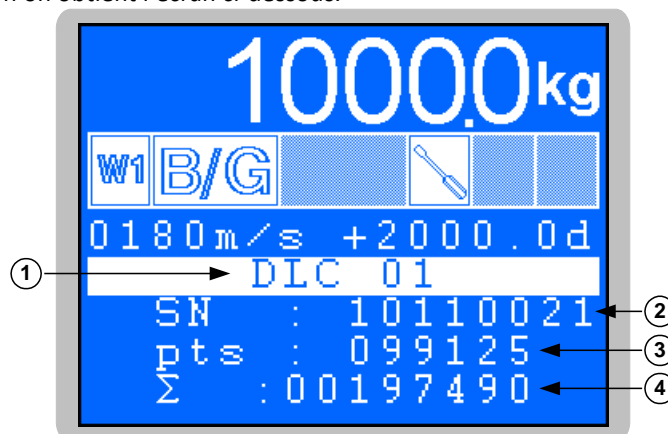 on obtient l'écran ci-dessous.
1000.0kg
W1 B/G
0180m/s +2000.0d
1 DLC 01
SN : 10110021 2
pts : 099125 3
Σ :00197490 4